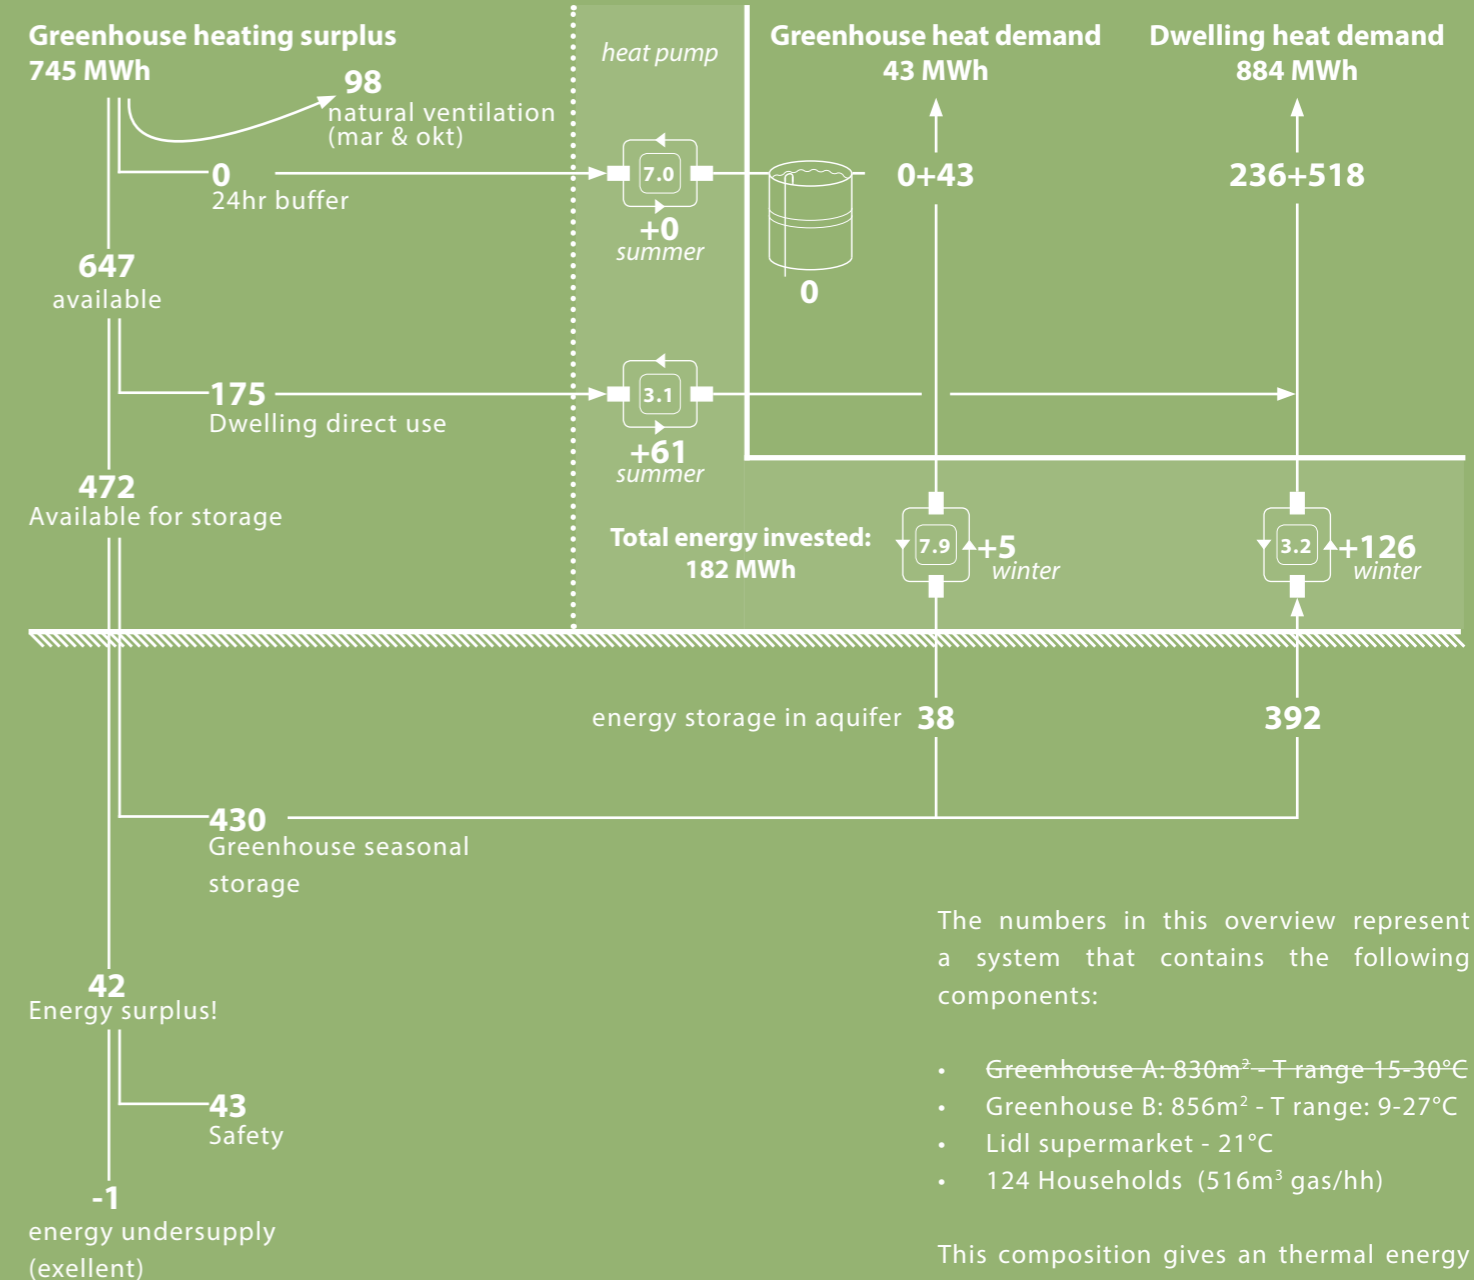 Greenhouse heating surplus
745 MWh
98
natural ventilation
(mar & okt)
0
24hr buffer
647
available
175
Dwelling direct use
472
Available for storage
heat pump
7.0
+0
summer
3.1
+61
summer
Total energy invested:
182 MWh
Greenhouse heat demand
43 MWh
0+43
0
Dwelling heat demand
884 MWh
236+518
7.9
+5
winter
3.2
+126
winter
energy storage in aquifer 38
392
430
Greenhouse seasonal
storage
42
Energy surplus!
43
Safety
-1
energy undersupply
(exellent)
The numbers in this overview represent
a system that contains the following
components:
• Greenhouse A: 830m² - T range 15-30°C
• Greenhouse B: 856m² - T range: 9-27°C
• Lidl supermarket - 21°C
• 124 Households (516m³ gas/hh)
This composition gives an thermal energy